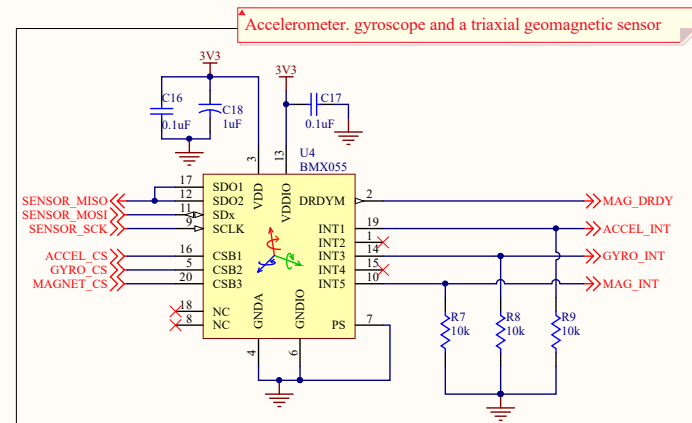 Accelerometer. gyroscope and a triaxial geomagnetic sensor
3V3
3V3
C16
0.1uF
C18
1uF
C17
0.1uF
U4
BMX055
3
13
VDD
VDDIO
SENSOR_MISO
SENSOR_MOSI
SENSOR_SCK
17 SDO1
12 SDO2
11 SDx
9 SCLK
ACCEL_CS 16 CSB1
GYRO_CS 5 CSB2
MAGNET_CS 20 CSB3
18 NC
8 NC
DRDYM 2 MAG_DRDY
INT1 19 ACCEL_INT
INT2 1
INT3 14 GYRO_INT
INT4 15
INT5 10 MAG_INT
PS 7
GNDA
GNDIO
4
6
R7
10k
R8
10k
R9
10k